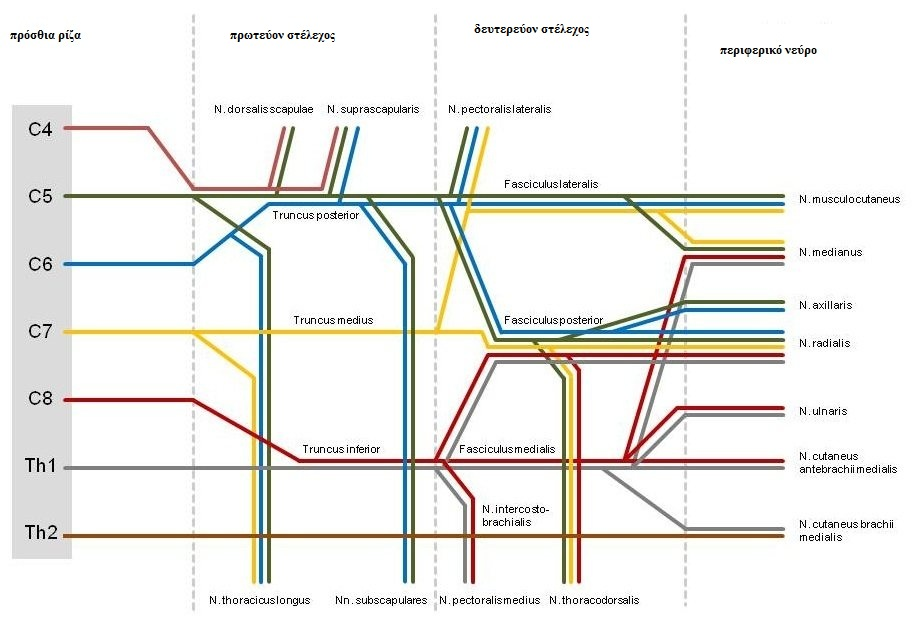 πρόσθια ρίζα
πρωτεύον στέλεχος
δευτερεύον στέλεχος
περιφερικό νεύρο
N. dorsalis scapulae
N. suprascapularis
N. pectoralis lateralis
C4
C5
C6
C7
C8
Th1
Th2
Fasciculus lateralis
Truncus posterior
Truncus medius
Fasciculus posterior
Truncus inferior
Fasciculus medialis
N. intercosto-
brachialis
N. musculocutaneus
N. medianus
N. axillaris
N. radialis
N. ulnaris
N. cutaneus
antebrachii medialis
N. cutaneus brachii
medialis
N. thoracicus longus
Nn. subscapulares
N. pectoralis medius
N. thoracodorsalis